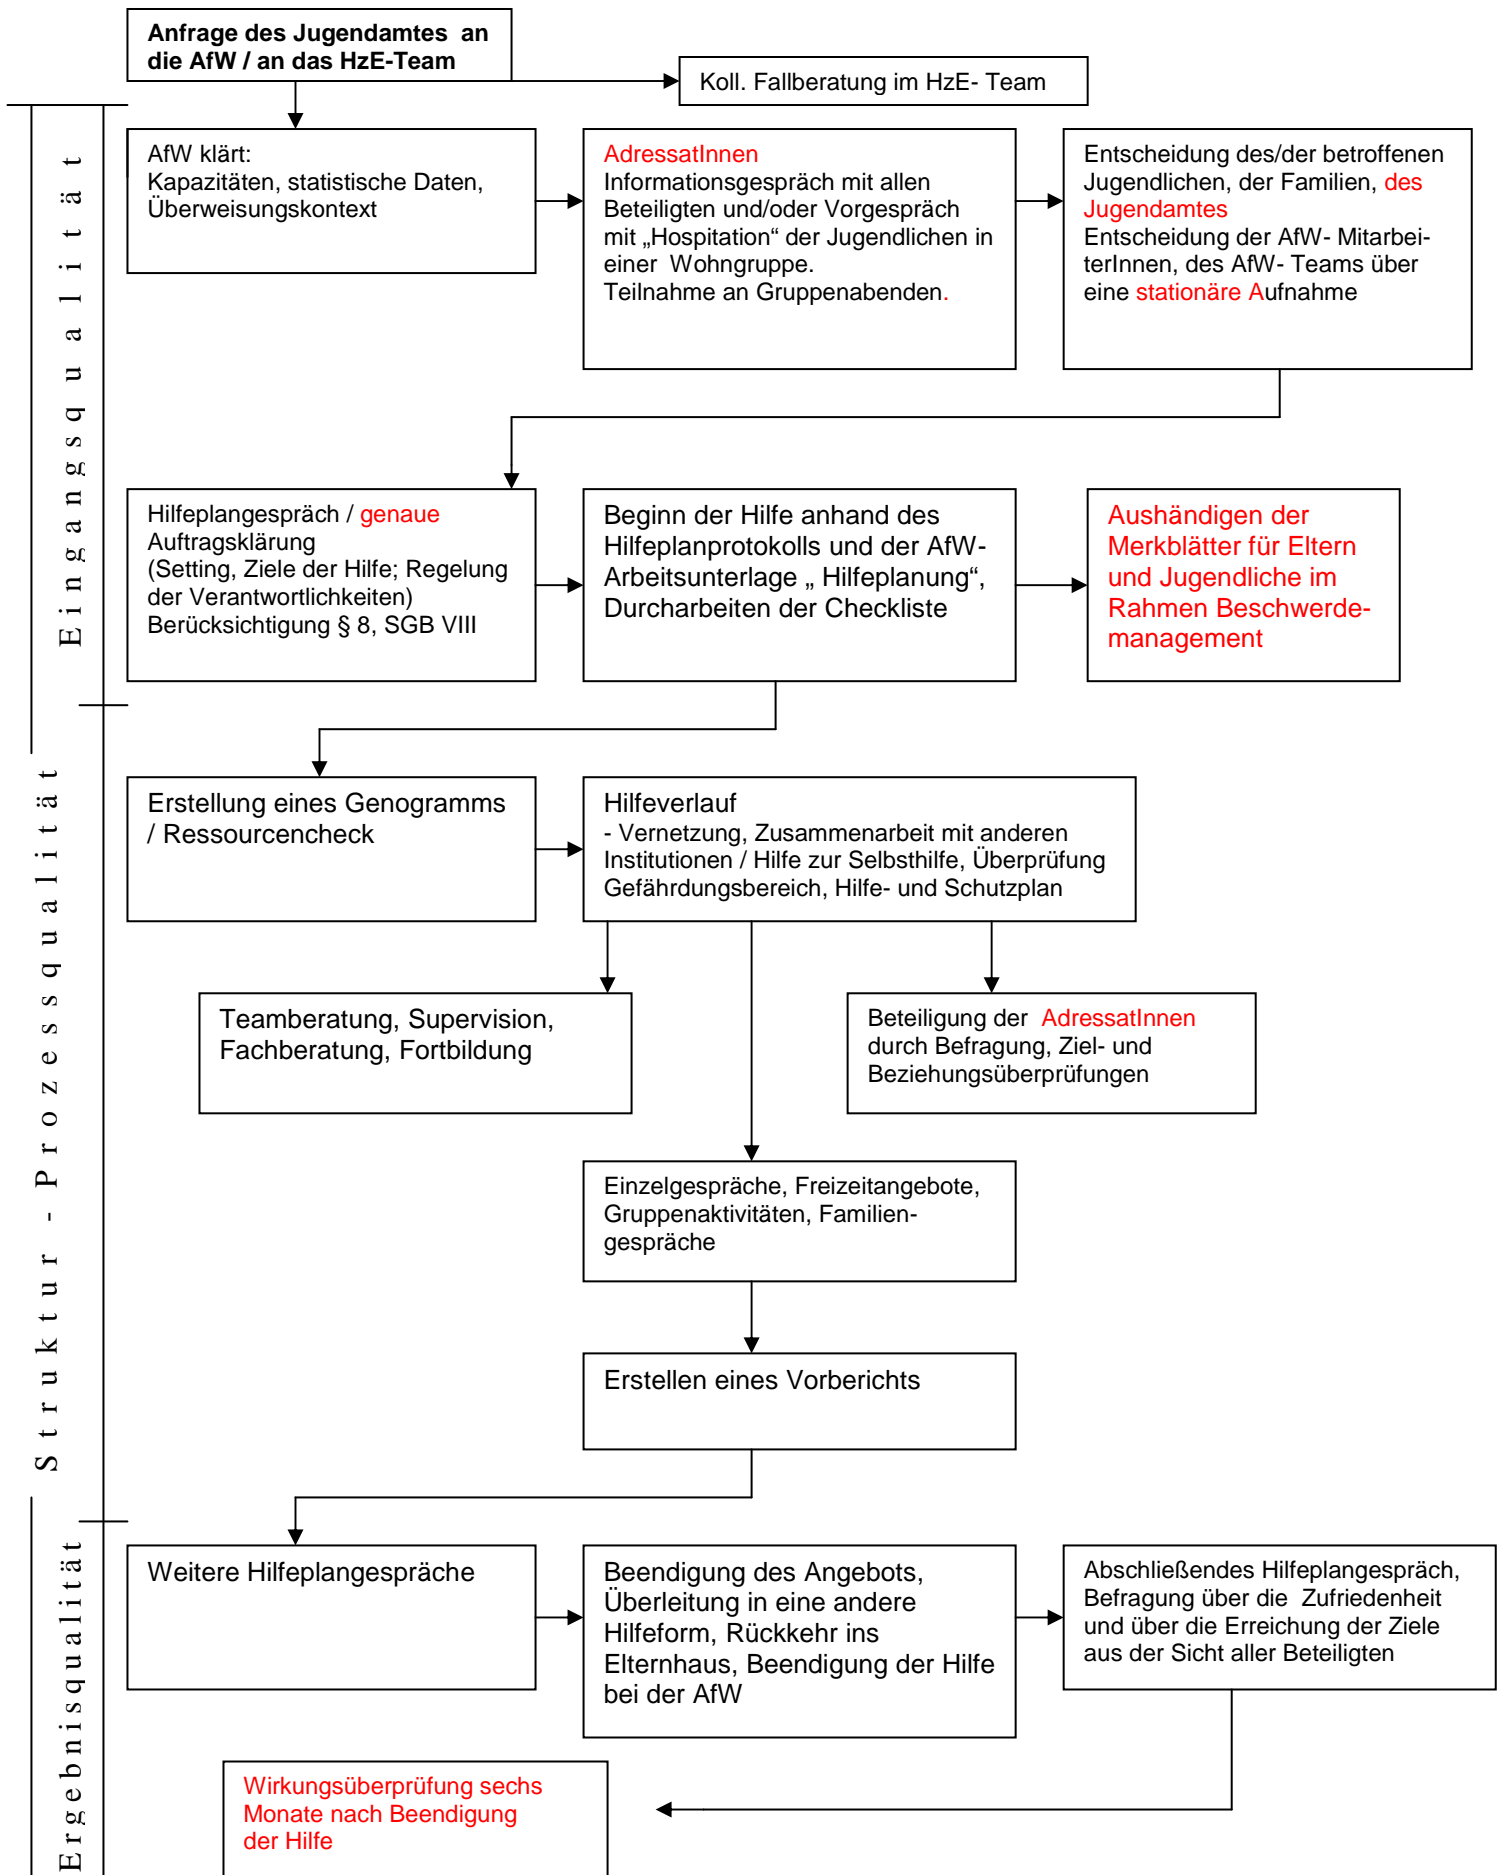 Anfrage des Jugendamtes an
die AfW / an das HzE-Team
Koll. Fallberatung im HzE- Team
Eingangsqualität
AfW klärt:
Kapazitäten, statistische Daten,
Überweisungskontext
AdressatInnen
Informationsgespräch mit allen
Beteiligten und/oder Vorgespräch
mit „Hospitation“ der Jugendlichen in
einer Wohngruppe.
Teilnahme an Gruppenabenden.
Entscheidung des/der betroffenen
Jugendlichen, der Familien, des
Jugendamtes
Entscheidung der AfW- Mitarbei-
terInnen, des AfW- Teams über
eine stationäre Aufnahme
Hilfeplangespräch / genaue
Auftragsklärung
(Setting, Ziele der Hilfe; Regelung
der Verantwortlichkeiten)
Berücksichtigung § 8, SGB VIII
Beginn der Hilfe anhand des
Hilfeplanprotokolls und der AfW-
Arbeitsunterlage „ Hilfeplanung“,
Durcharbeiten der Checkliste
Aushändigen der
Merkblätter für Eltern
und Jugendliche im
Rahmen Beschwerde-
management
Struktur - Prozessqualität
Erstellung eines Genogramms
/ Ressourcencheck
Hilfeverlauf
- Vernetzung, Zusammenarbeit mit anderen
Institutionen / Hilfe zur Selbsthilfe, Überprüfung
Gefährdungsbereich, Hilfe- und Schutzplan
Teamberatung, Supervision,
Fachberatung, Fortbildung
Beteiligung der AdressatInnen
durch Befragung, Ziel- und
Beziehungsüberprüfungen
Einzelgespräche, Freizeitangebote,
Gruppenaktivitäten, Familien-
gespräche
Erstellen eines Vorberichts
Ergebnisqualität
Weitere Hilfeplangespräche
Beendigung des Angebots,
Überleitung in eine andere
Hilfeform, Rückkehr ins
Elternhaus, Beendigung der Hilfe
bei der AfW
Abschließendes Hilfeplangespräch,
Befragung über die Zufriedenheit
und über die Erreichung der Ziele
aus der Sicht aller Beteiligten
Wirkungsüberprüfung sechs
Monate nach Beendigung
der Hilfe